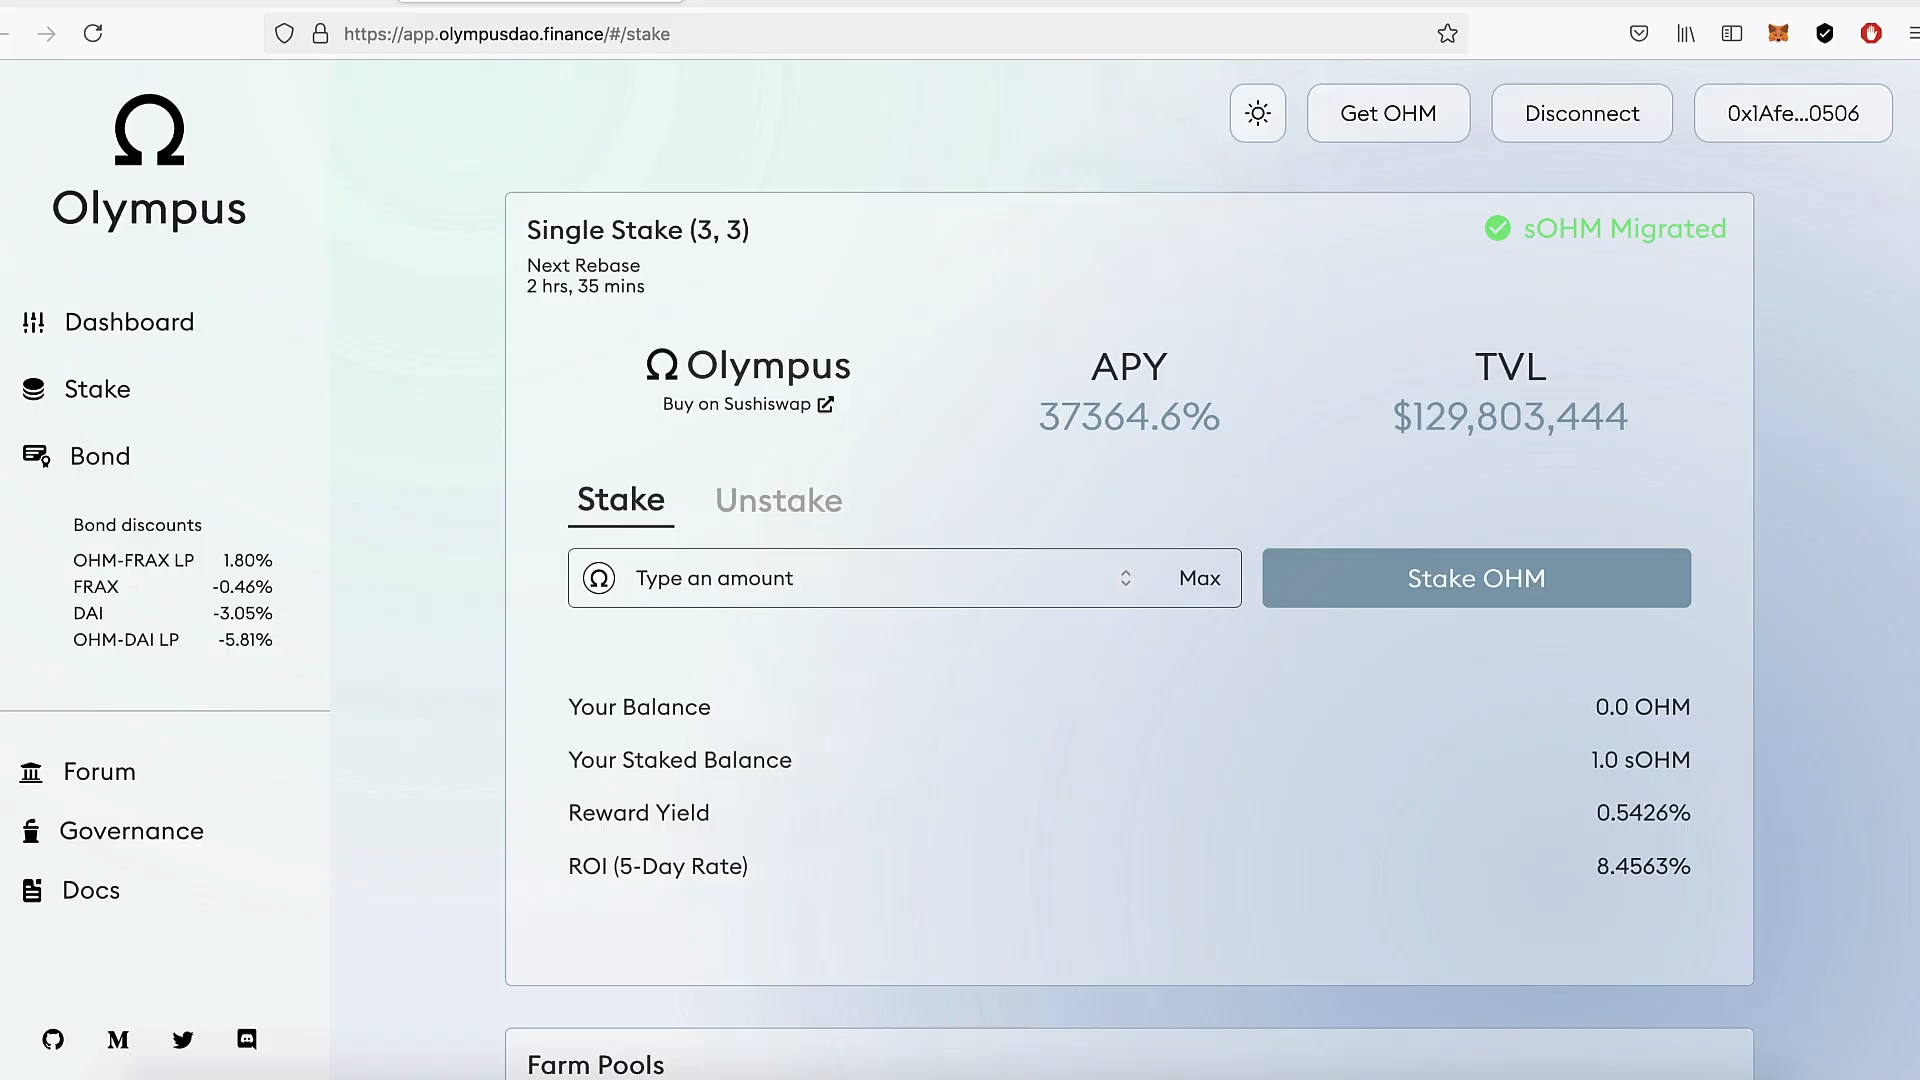 https://app.olympusdao.finance/#/stake
Olympus
Dashboard
Stake
Bond
Bond discounts
OHM-FRAX LP 1.80%
FRAX -0.46%
DAI -3.05%
OHM-DAI LP -5.81%
Forum
Governance
Docs
Get OHM
Disconnect
0x1Afe...0506
Single Stake (3, 3)
sOHM Migrated
Next Rebase
2 hrs, 35 mins
Olympus
Buy on Sushiswap
APY
37364.6%
TVL
$129,803,444
Stake Unstake
Type an amount Max
Stake OHM
Your Balance 0.0 OHM
Your Staked Balance 1.0 sOHM
Reward Yield 0.5426%
ROI (5-Day Rate) 8.4563%
Farm Pools